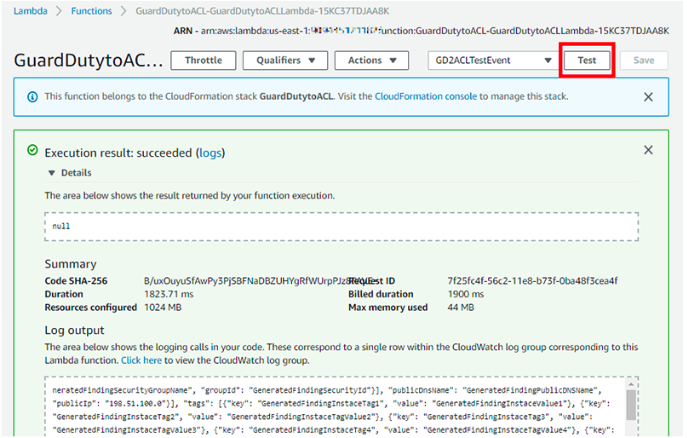 Lambda > Functions > GuardDutytoACL-GuardDutytoACLLambda-15KC37TDJAA8K
ARN - arn:aws:lambda:us-east-1: function:GuardDutytoACL-GuardDutytoACLLambda-15KC37TDJAA8K
GuardDutytoAC... Throttle Qualifiers Actions GD2ACLTestEvent Test Save
This function belongs to the CloudFormation stack GuardDutytoACL. Visit the CloudFormation console to manage this stack.
Execution result: succeeded (logs)
Details
The area below shows the result returned by your function execution.
null
Summary
Code SHA-256 Request ID 7f25fc4f-56c2-11e8-b73f-0ba48f3cea4f
Duration 1823.71 ms Billed duration 1900 ms
Resources configured 1024 MB Max memory used 44 MB
Log output
The area below shows the logging calls in your code. These correspond to a single row within the CloudWatch log group corresponding to this
Lambda function. Click here to view the CloudWatch log group.
neratedFindingSecurityGroupName", "groupId": "GeneratedFindingSecurityId"}], "publicDnsName": "GeneratedFindingPublicDNSName",
"publicIp": "198.51.100.0"}], "tags": [{"key": "GeneratedFindingInstaceTag1", "value": "GeneratedFindingInstaceValue1"}, {"key":
"GeneratedFindingInstaceTag2", "value": "GeneratedFindingInstaceTagValue2"}, {"key": "GeneratedFindingInstaceTag3", "value":
"GeneratedFindingInstaceTagValue3"}, {"key": "GeneratedFindingInstaceTag4", "value": "GeneratedFindingInstaceTagValue4"}, {"key":